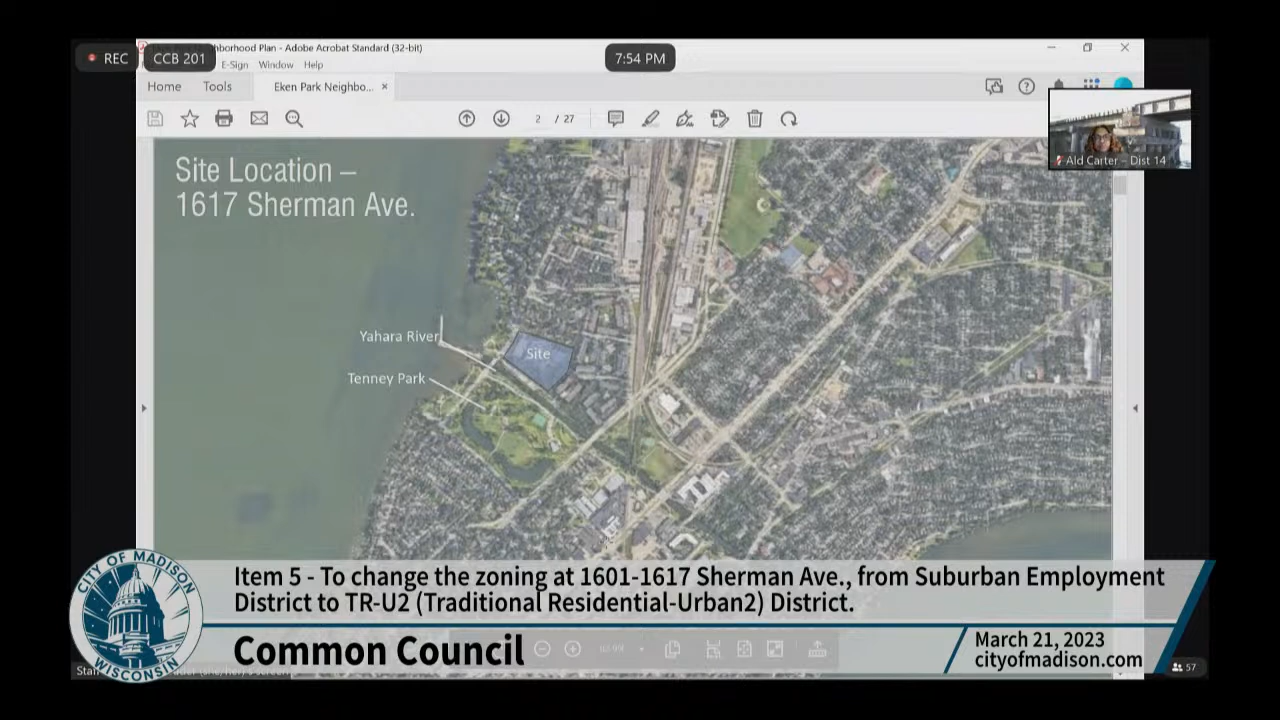 REC
CCB 201
7:54 PM
borhood Plan - Adobe Acrobat Standard (32-bit)
E-Sign Window Help
Home Tools Eken Park Neighbo... ×
2 / 27
Ald Carter – Dist 14
Site Location –
1617 Sherman Ave.
Yahara River
Site
Tenney Park
Item 5 - To change the zoning at 1601-1617 Sherman Ave., from Suburban Employment
District to TR-U2 (Traditional Residential-Urban2) District.
Common Council
March 21, 2023
cityofmadison.com
CITY OF MADISON
WISCONSIN
57